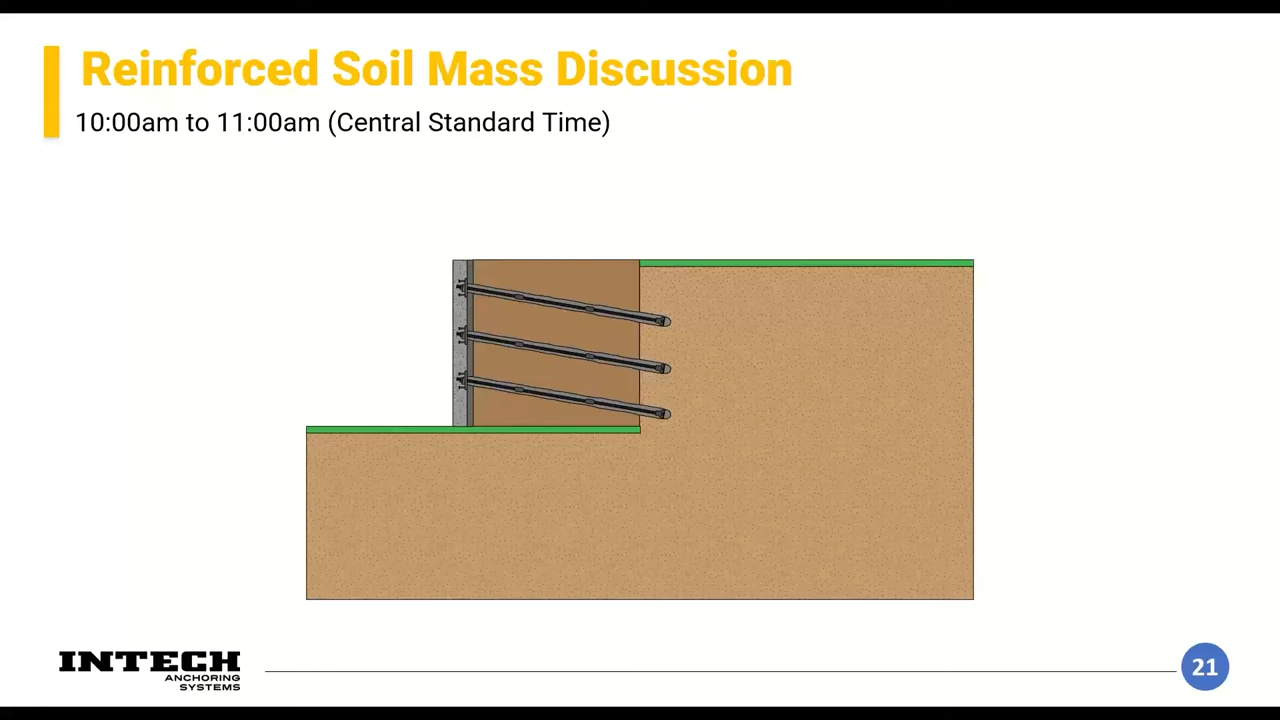 Reinforced Soil Mass Discussion
10:00am to 11:00am (Central Standard Time)
INTECH
ANCHORING
SYSTEMS
21